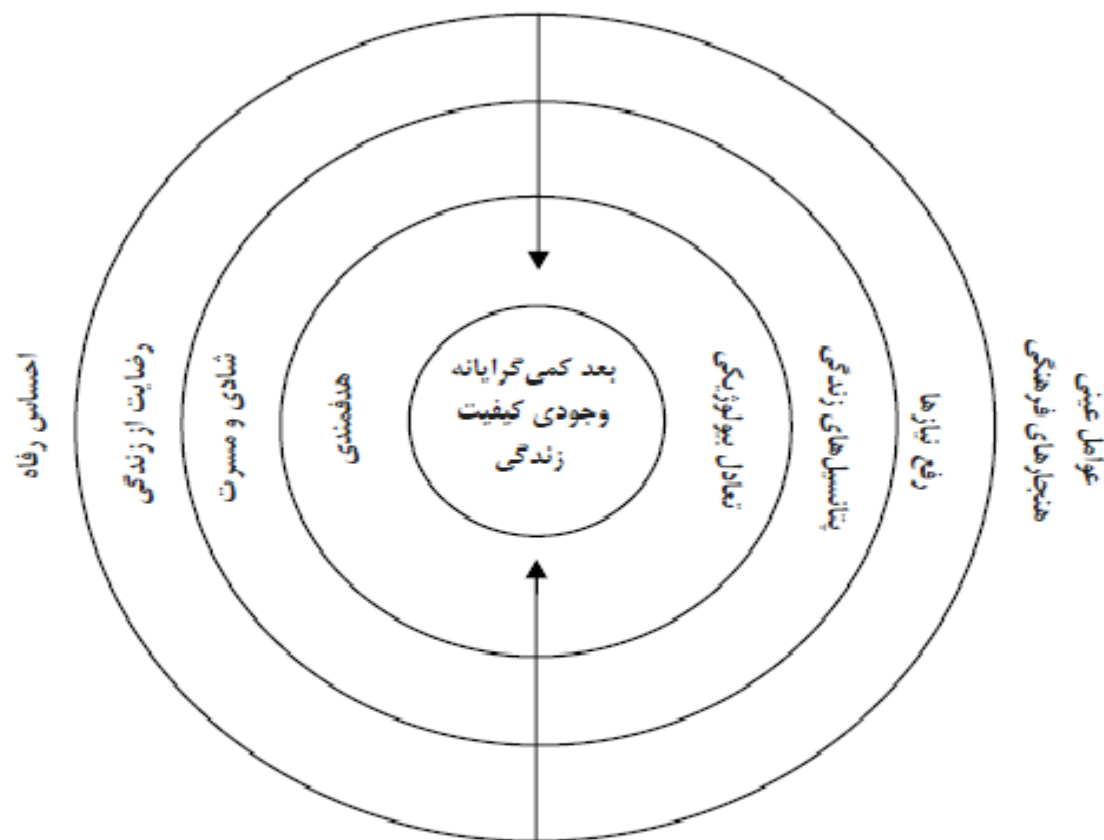 بعد کمی‌گرایانه
وجودی کیفیت
زندگی
عوامل عینی
هنجارهای فرهنگی
رفع نیازها
پتانسیل‌های زندگی
تعادل بیولوژیکی
هدفمندی
شادی و مسرت
رضایت از زندگی
احساس رفاه